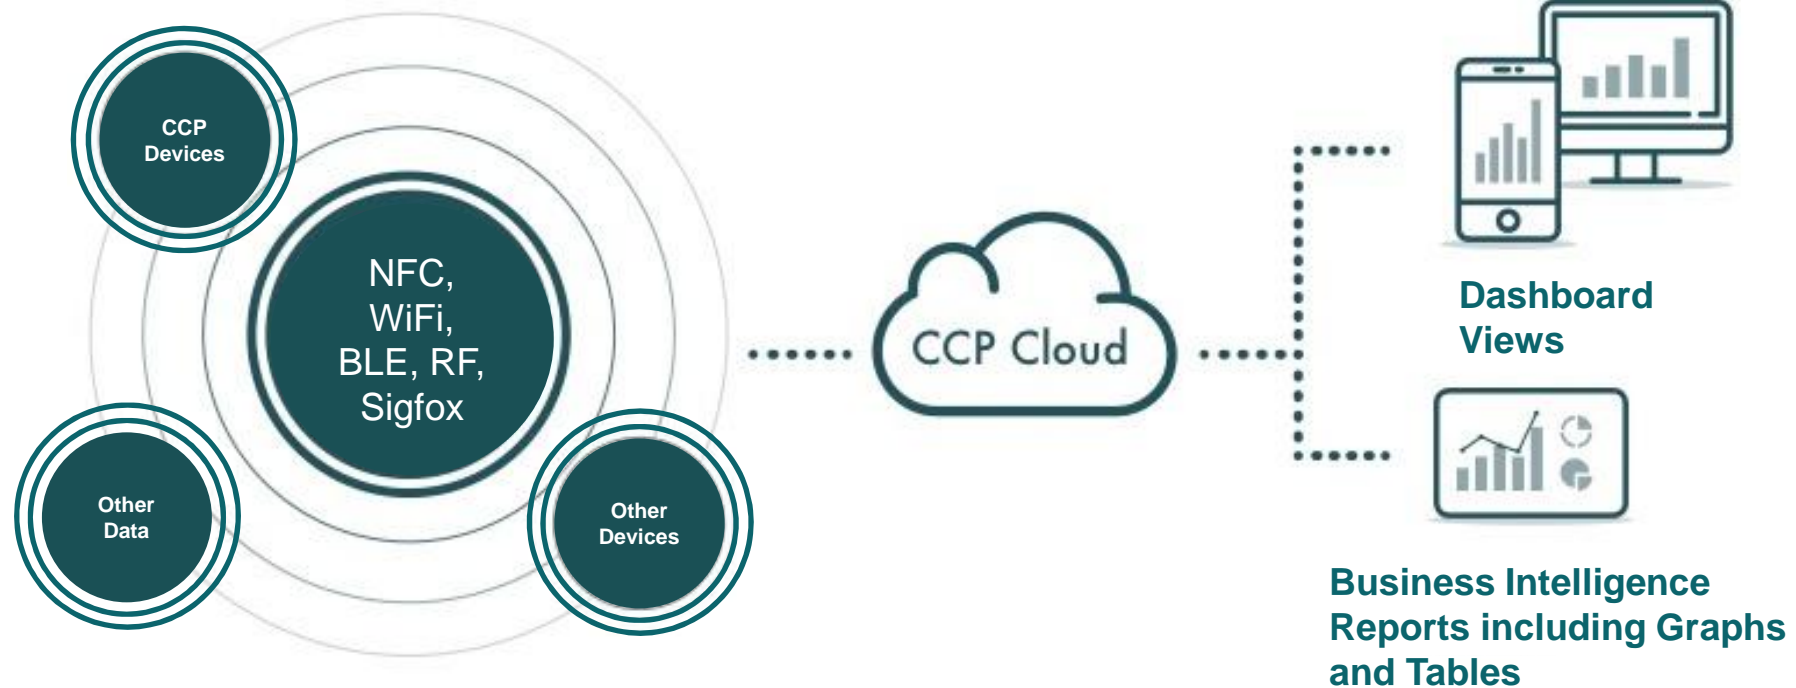 CCP
Devices
NFC,
WiFi,
BLE, RF,
Sigfox
Other
Data
Other
Devices
CCP Cloud
Dashboard
Views
Business Intelligence
Reports including Graphs
and Tables